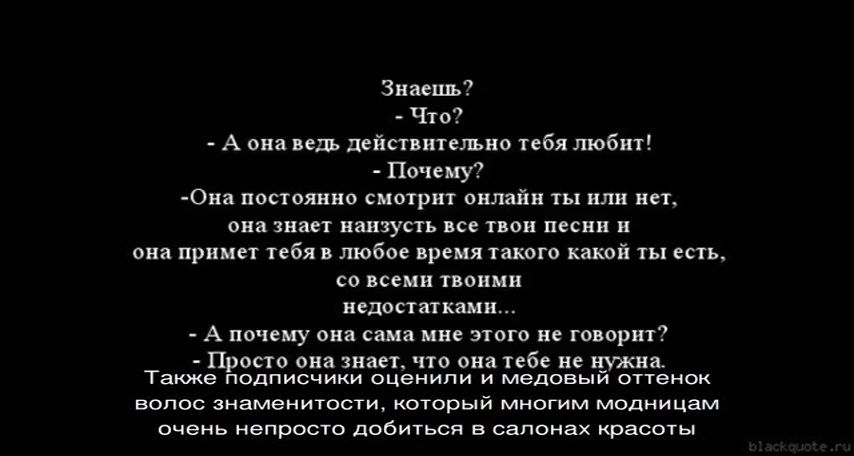 Знаешь?
- Что?
- А она ведь действительно тебя любит!
- Почему?
-Она постоянно смотрит онлайн ты или нет,
она знает наизусть все твои песни и
она примет тебя в любое время такого какой ты есть,
со всеми твоими
недостатками...
- А почему она сама мне этого не говорит?
- Просто она знает, что она тебе не нужна.
Также подписчики оценили и медовый оттенок
волос знаменитости, который многим модницам
очень непросто добиться в салонах красоты
blackquote.ru